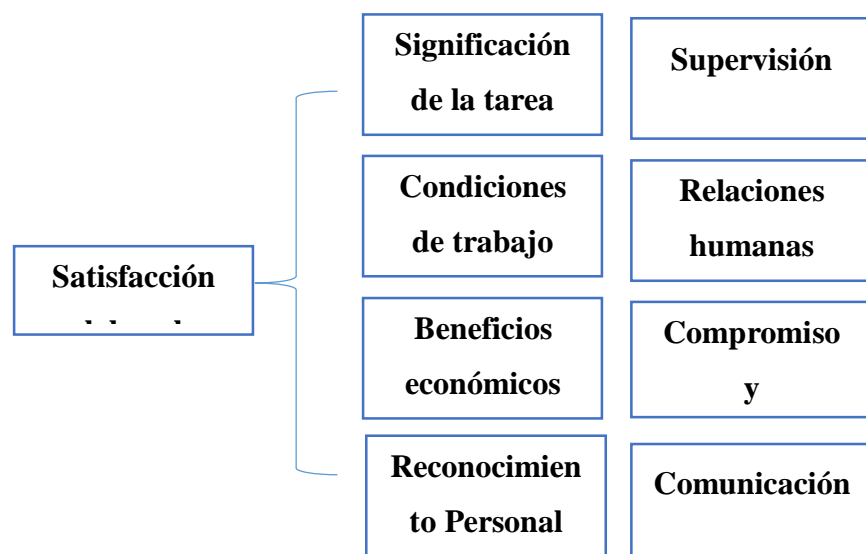 Significación
de la tarea
Supervisión
Condiciones
de trabajo
Relaciones
humanas
Satisfacción
Beneficios
económicos
Compromiso
y
Reconocimien
to Personal
Comunicación